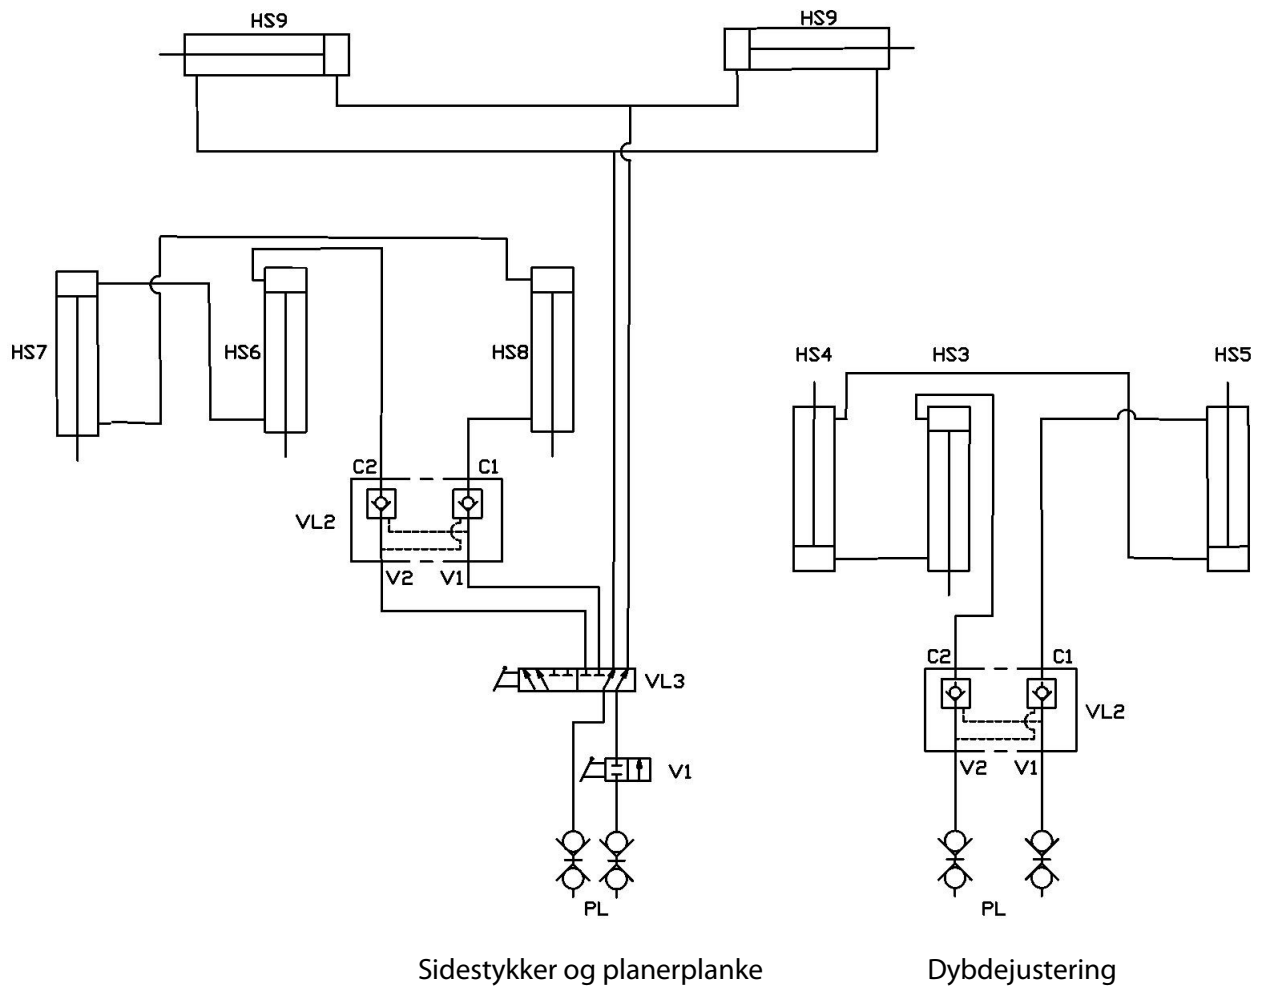 HS9
HS9
HS7
HS6
HS8
HS4
HS3
HS5
C2
C1
VL2
V2
V1
C2
C1
VL3
VL2
V2
V1
V1
PL
PL
Sidestykker og planerplanke
Dybdejustering